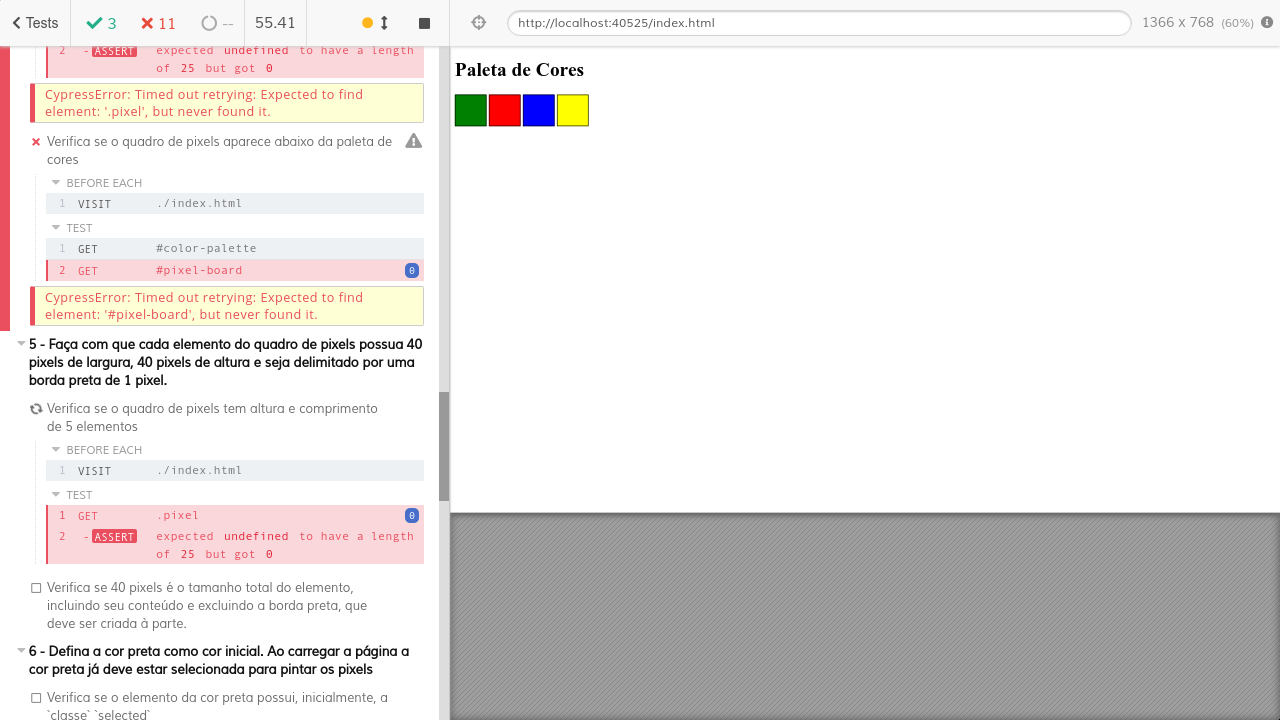 Tests 3 11 -- 55.41 http://localhost:40525/index.html 1366 x 768 (60%)
2 -ASSERT expected undefined to have a length
of 25 but got 0
CypressError: Timed out retrying: Expected to find
element: '.pixel', but never found it.
Verifica se o quadro de pixels aparece abaixo da paleta de
cores
BEFORE EACH
1 VISIT ./index.html
TEST
1 GET #color-palette
2 GET #pixel-board 0
CypressError: Timed out retrying: Expected to find
element: '#pixel-board', but never found it.
5 - Faça com que cada elemento do quadro de pixels possua 40
pixels de largura, 40 pixels de altura e seja delimitado por uma
borda preta de 1 pixel.
Verifica se o quadro de pixels tem altura e comprimento
de 5 elementos
BEFORE EACH
1 VISIT ./index.html
TEST
1 GET .pixel 0
2 -ASSERT expected undefined to have a length
of 25 but got 0
Verifica se 40 pixels é o tamanho total do elemento,
incluindo seu conteúdo e excluindo a borda preta, que
deve ser criada à parte.
6 - Defina a cor preta como cor inicial. Ao carregar a página a
cor preta já deve estar selecionada para pintar os pixels
Verifica se o elemento da cor preta possui, inicialmente, a
`classe` `selected`
Paleta de Cores